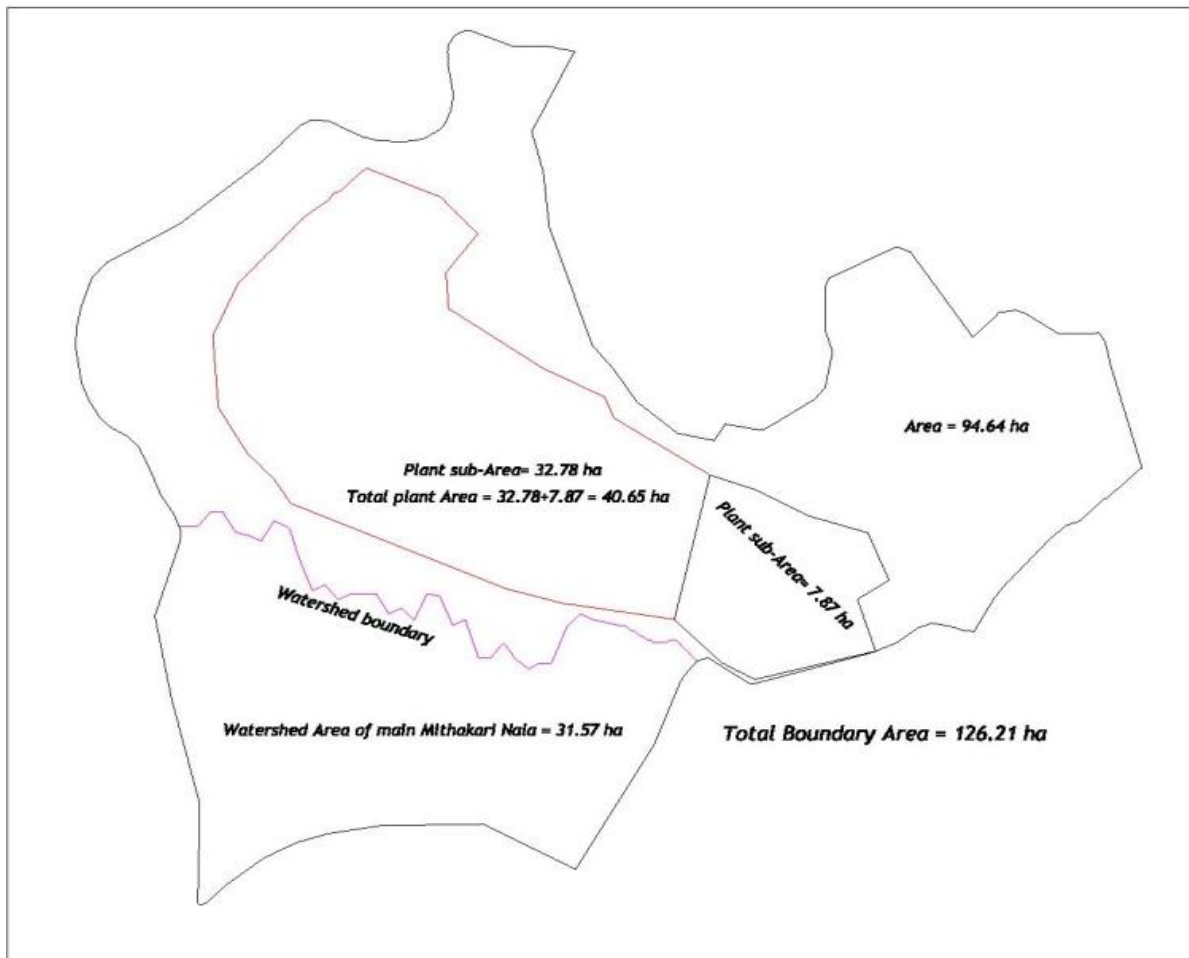 Area = 94.64 ha
Plant sub-Area= 32.78 ha
Total plant Area = 32.78+7.87 = 40.65 ha
Plant sub-Area= 7.87 ha
Watershed boundary
Watershed Area of main Mithakari Nala = 31.57 ha
Total Boundary Area = 126.21 ha